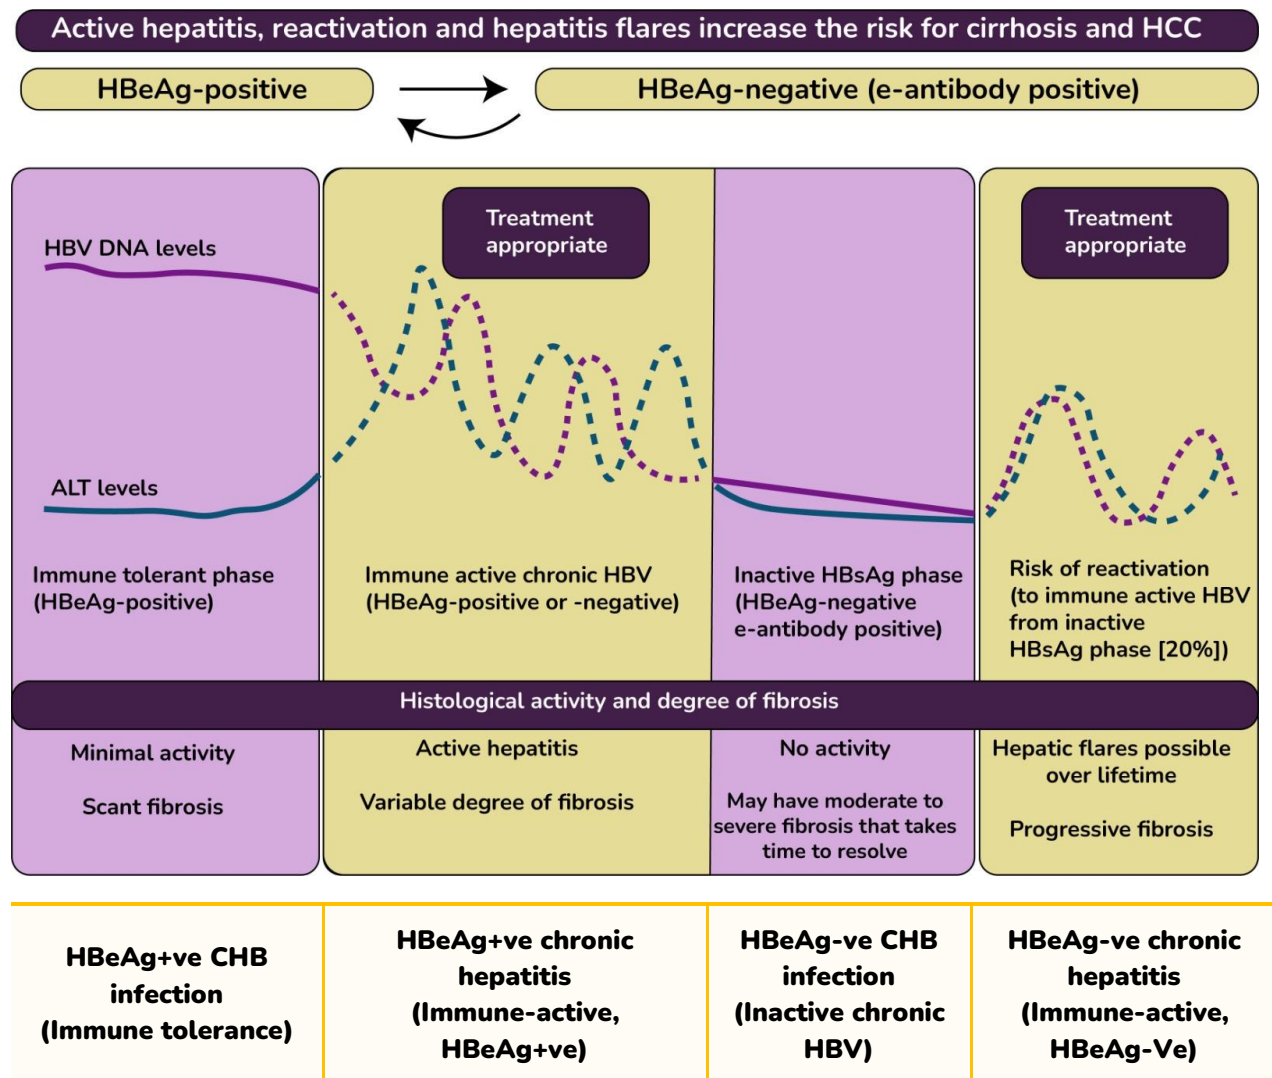 Active hepatitis, reactivation and hepatitis flares increase the risk for cirrhosis and HCC
HBeAg-positive
HBeAg-negative (e-antibody positive)
HBV DNA levels
ALT levels
Immune tolerant phase
(HBeAg-positive)
Treatment
appropriate
Immune active chronic HBV
(HBeAg-positive or -negative)
Inactive HBsAg phase
(HBeAg-negative
e-antibody positive)
Treatment
appropriate
Risk of reactivation
(to immune active HBV
from inactive
HBsAg phase [20%])
Histological activity and degree of fibrosis
Minimal activity
Scant fibrosis
Active hepatitis
Variable degree of fibrosis
No activity
May have moderate to
severe fibrosis that takes
time to resolve
Hepatic flares possible
over lifetime
Progressive fibrosis
HBeAg+ve CHB
infection
(Immune tolerance)
HBeAg+ve chronic
hepatitis
(Immune-active,
HBeAg+ve)
HBeAg-ve CHB
infection
(Inactive chronic
HBV)
HBeAg-ve chronic
hepatitis
(Immune-active,
HBeAg-Ve)